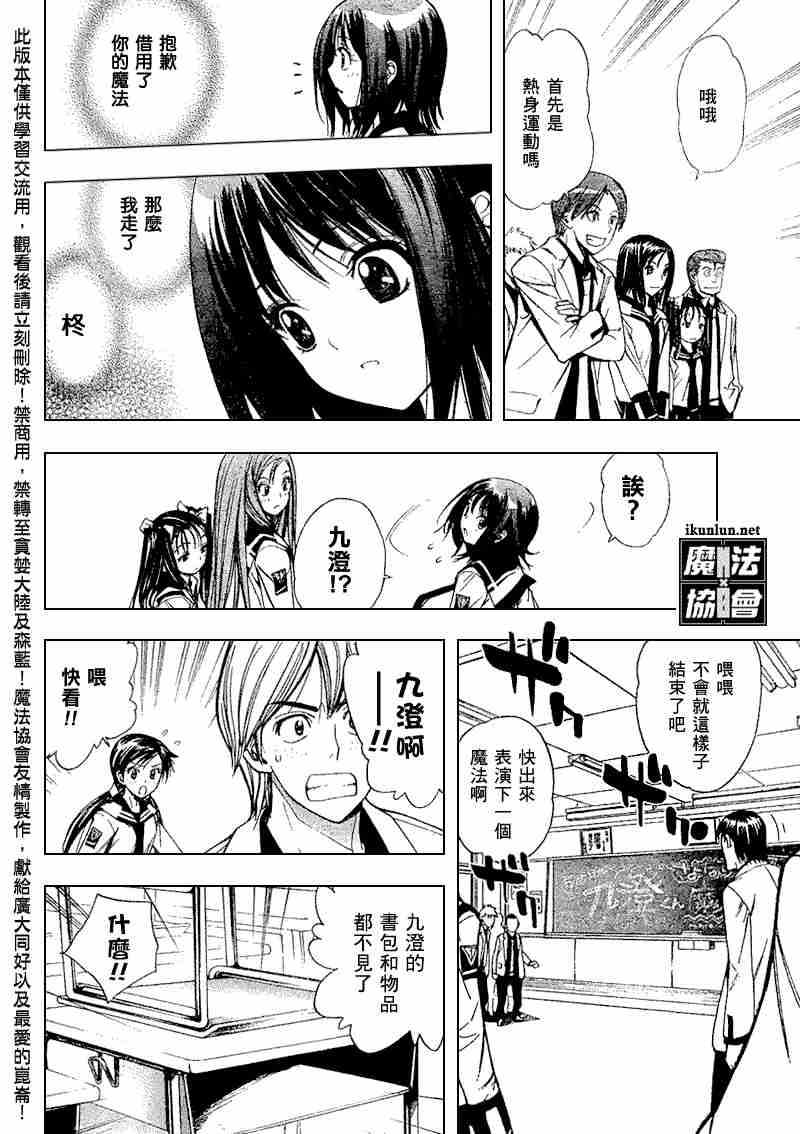 哦哦
首先是
熱身運動嗎
抱歉
借用了
你的魔法
那麼
我走了
柊
誒?
九澄!?
喂喂
不會就這樣子
結束了吧
快出來
表演下一個
魔法啊
九澄
くん
九澄啊
——!!
喂
快看!!
九澄的
書包和物品
都不見了
什麼!!
ikunlun.net
魔法
×
協會
此版本僅供學習交流用，觀看後請立刻刪除！禁商用，禁轉至貪婪大陸及森藍！魔法協會友情製作，獻給廣大同好以及最愛的崑崙！